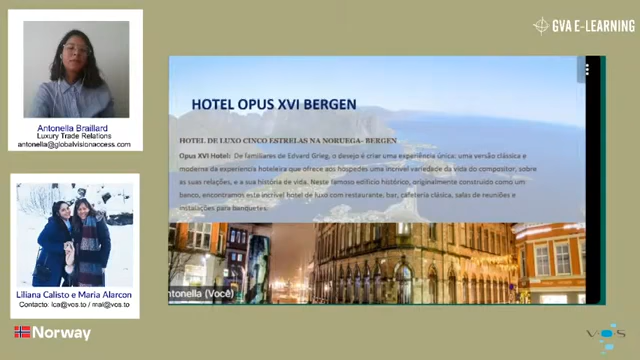 GVA E-LEARNING
Antonella Braillard
Luxury Trade Relations
antonella@globalvisionaccess.com
HOTEL OPUS XVI BERGEN
HOTEL DE LUXO CINCO ESTRELAS NA NORUEGA- BERGEN
Opus XVI Hotel: De familiares de Edvard Grieg, o desejo é criar uma experiência única: uma versão clássica e
moderna da experiencia hoteleira que ofrece aos hóspedes uma incrível variedade da vida do compositor, sobre
as suas relações, e a sua história de vida. Neste famoso edifício histórico, originalmente construído como um
banco, encontramos este incrível hotel de luxo com restaurante, bar, cafeteria clásica, salas de reuniões e
instalações para banquetes.
ntonella (Você)
Liliana Calisto e Maria Alarcon
Contacto: lca@vos.to / mal@vos.to
Norway
VOS